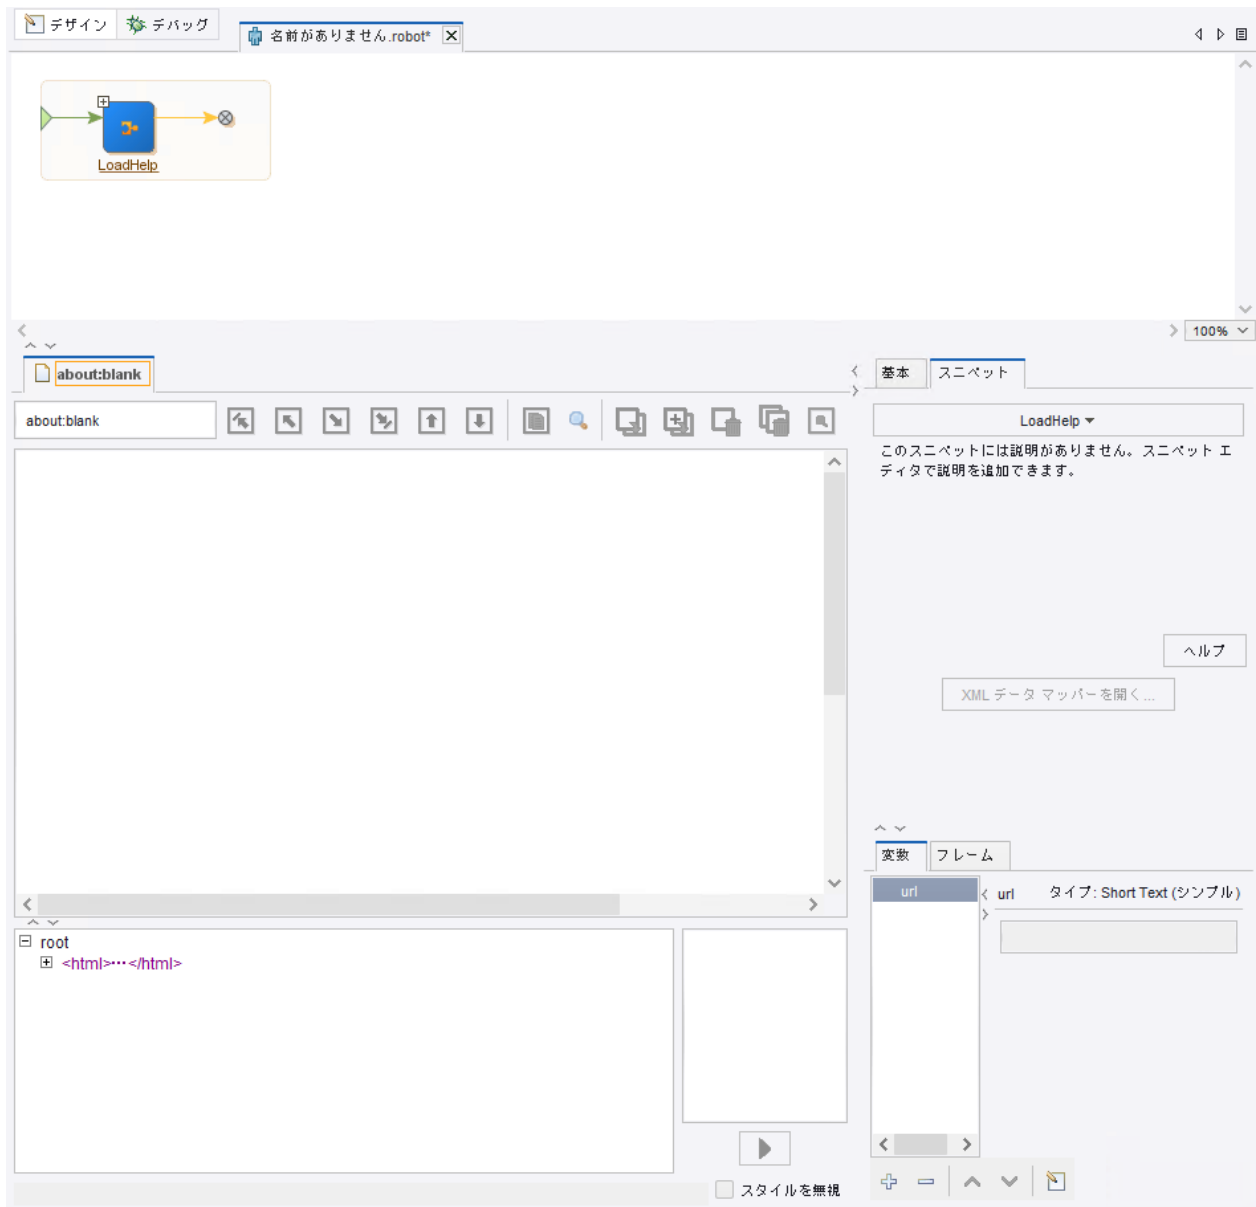 デザイン
デバッグ
名前がありません.robot*
LoadHelp
100%
about:blank
about:blank
基本
スニペット
LoadHelp
このスニペットには説明がありません。スニペット エ
ディタで説明を追加できます。
ヘルプ
XML データ マッパーを開く...
変数
フレーム
url
url
タイプ: Short Text (シンプル)
root
<html>…</html>
スタイルを無視